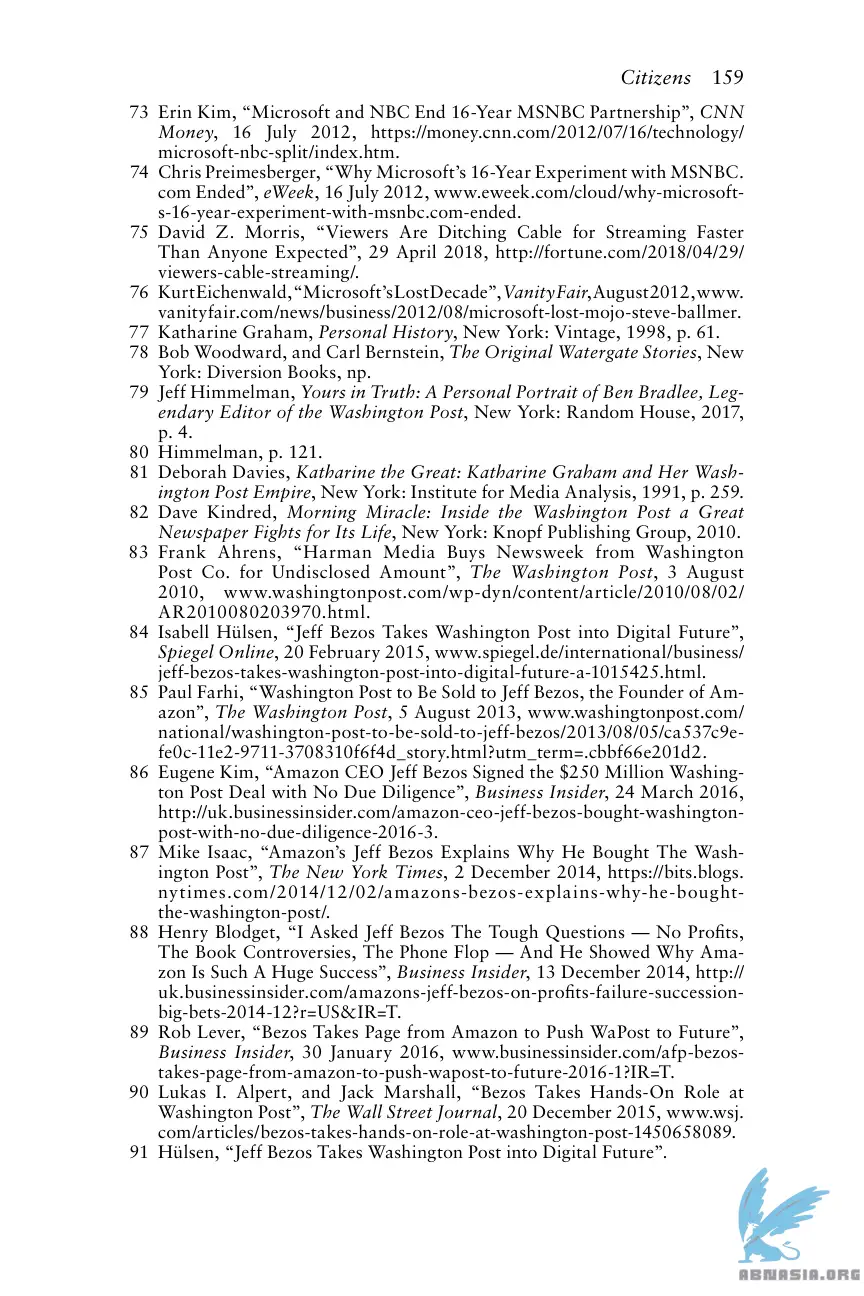 Citizens 159
73 Erin Kim, “Microsoft and NBC End 16-Year MSNBC Partnership”, CNN
Money, 16 July 2012, https://money.cnn.com/2012/07/16/technology/
microsoft-nbc-split/index.htm.
74 Chris Preimesberger, “Why Microsoft’s 16-Year Experiment with MSNBC.
com Ended”, eWeek, 16 July 2012, www.eweek.com/cloud/why-microsoft-
s-16-year-experiment-with-msnbc.com-ended.
75 David Z. Morris, “Viewers Are Ditching Cable for Streaming Faster
Than Anyone Expected”, 29 April 2018, http://fortune.com/2018/04/29/
viewers-cable-streaming/.
76 Kurt Eichenwald, “Microsoft’s Lost Decade”, Vanity Fair, August 2012, www.
vanityfair.com/news/business/2012/08/microsoft-lost-mojo-steve-ballmer.
77 Katharine Graham, Personal History, New York: Vintage, 1998, p. 61.
78 Bob Woodward, and Carl Bernstein, The Original Watergate Stories, New
York: Diversion Books, np.
79 Jeff Himmelman, Yours in Truth: A Personal Portrait of Ben Bradlee, Leg-
endary Editor of the Washington Post, New York: Random House, 2017,
p. 4.
80 Himmelman, p. 121.
81 Deborah Davies, Katharine the Great: Katharine Graham and Her Wash-
ington Post Empire, New York: Institute for Media Analysis, 1991, p. 259.
82 Dave Kindred, Morning Miracle: Inside the Washington Post a Great
Newspaper Fights for Its Life, New York: Knopf Publishing Group, 2010.
83 Frank Ahrens, “Harman Media Buys Newsweek from Washington
Post Co. for Undisclosed Amount”, The Washington Post, 3 August
2010, www.washingtonpost.com/wp-dyn/content/article/2010/08/02/
AR2010080203970.html.
84 Isabell Hülsen, “Jeff Bezos Takes Washington Post into Digital Future”,
Spiegel Online, 20 February 2015, www.spiegel.de/international/business/
jeff-bezos-takes-washington-post-into-digital-future-a-1015425.html.
85 Paul Farhi, “Washington Post to Be Sold to Jeff Bezos, the Founder of Am-
azon”, The Washington Post, 5 August 2013, www.washingtonpost.com/
national/washington-post-to-be-sold-to-jeff-bezos/2013/08/05/ca537c9e-
fe0c-11e2-9711-3708310f6f4d_story.html?utm_term=.cbbf66e201d2.
86 Eugene Kim, “Amazon CEO Jeff Bezos Signed the $250 Million Washing-
ton Post Deal with No Due Diligence”, Business Insider, 24 March 2016,
http://uk.businessinsider.com/amazon-ceo-jeff-bezos-bought-washington-
post-with-no-due-diligence-2016-3.
87 Mike Isaac, “Amazon’s Jeff Bezos Explains Why He Bought The Wash-
ington Post”, The New York Times, 2 December 2014, https://bits.blogs.
nytimes.com/2014/12/02/amazons-bezos-explains-why-he-bought-
the-washington-post/.
88 Henry Blodget, “I Asked Jeff Bezos The Tough Questions — No Profits,
The Book Controversies, The Phone Flop — And He Showed Why Ama-
zon Is Such A Huge Success”, Business Insider, 13 December 2014, http://
uk.businessinsider.com/amazons-jeff-bezos-on-profits-failure-succession-
big-bets-2014-12?r=US&IR=T.
89 Rob Lever, “Bezos Takes Page from Amazon to Push WaPost to Future”,
Business Insider, 30 January 2016, www.businessinsider.com/afp-bezos-
takes-page-from-amazon-to-push-wapost-to-future-2016-1?IR=T.
90 Lukas I. Alpert, and Jack Marshall, “Bezos Takes Hands-On Role at
Washington Post”, The Wall Street Journal, 20 December 2015, www.wsj.
com/articles/bezos-takes-hands-on-role-at-washington-post-1450658089.
91 Hülsen, “Jeff Bezos Takes Washington Post into Digital Future”.
ABNASIA.ORG